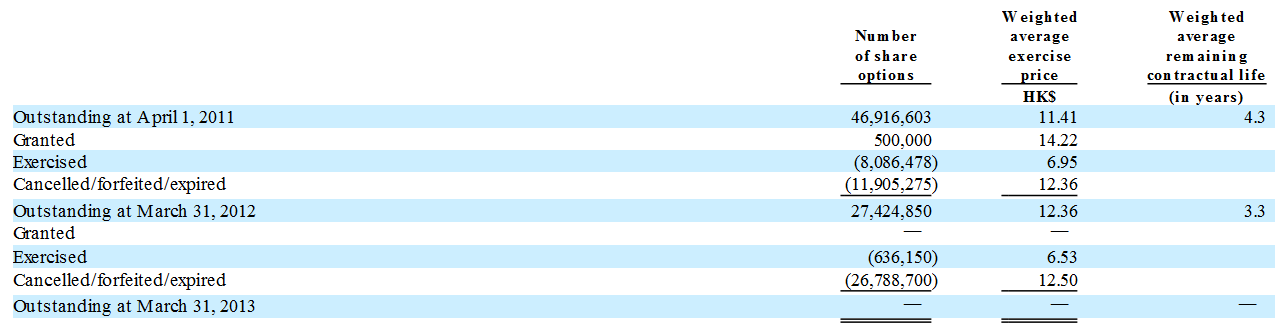 Number of share options Weighted average exercise price Weighted average remaining contractual life
HK$ (in years)
Outstanding at April 1, 2011 46,916,603 11.41 4.3
Granted 500,000 14.22
Exercised (8,086,478) 6.95
Cancelled/forfeited/expired (11,905,275) 12.36
Outstanding at March 31, 2012 27,424,850 12.36 3.3
Granted — —
Exercised (636,150) 6.53
Cancelled/forfeited/expired (26,788,700) 12.50
Outstanding at March 31, 2013 — — —